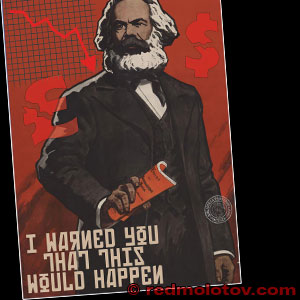 I WARNED YOU
THAT THIS
WOULD HAPPEN
© redmolotov.com